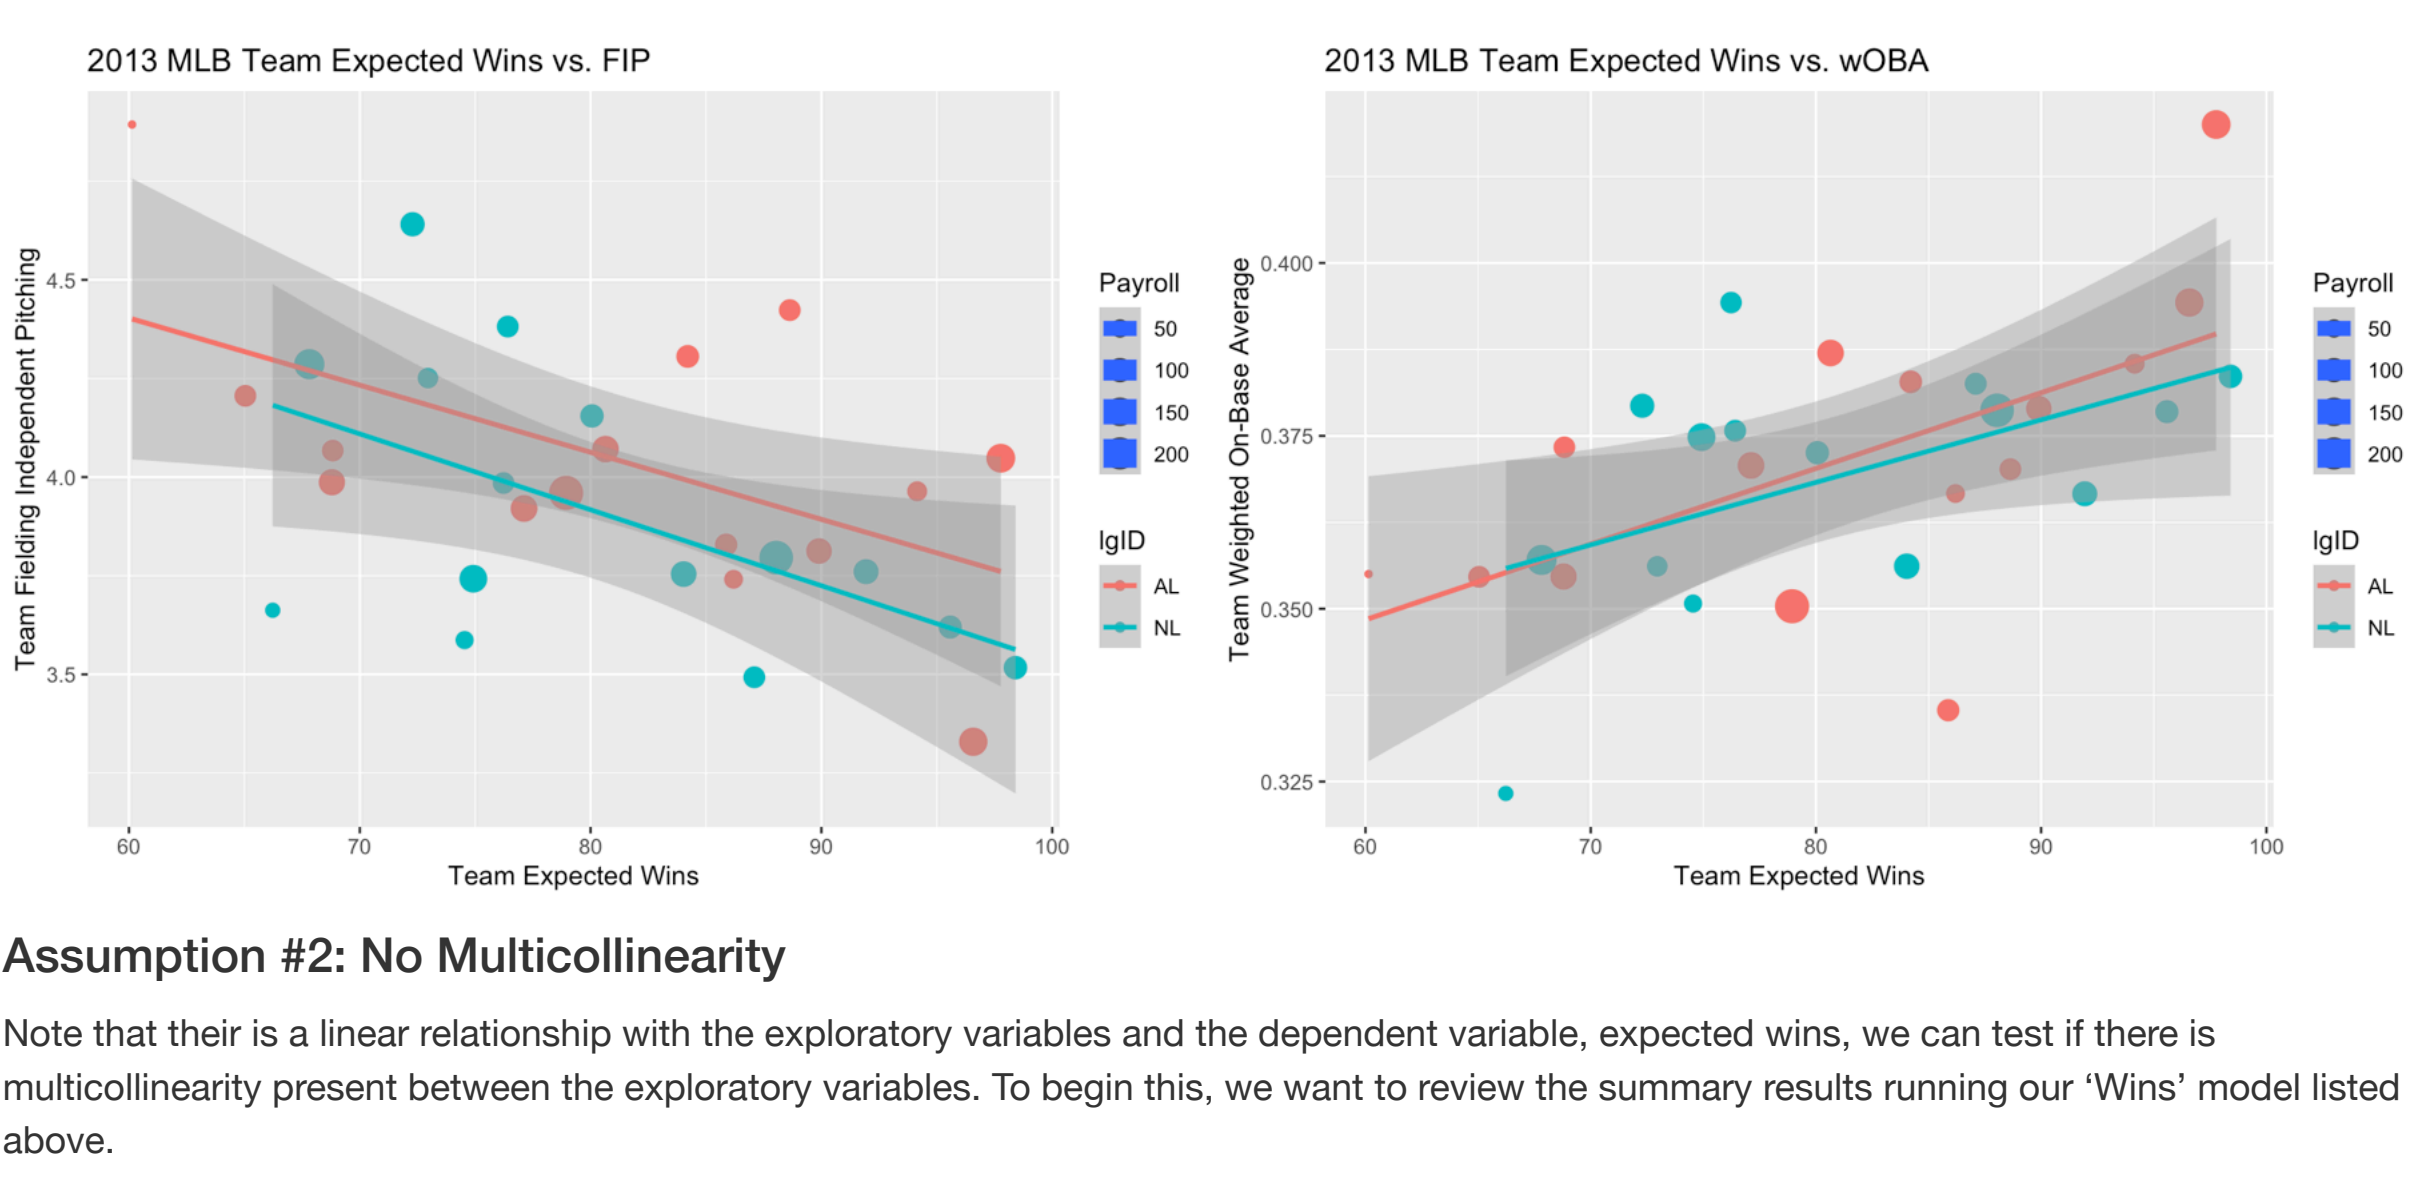 2013 MLB Team Expected Wins vs. FIP
Team Fielding Independent Pitching
4.5
4.0
3.5
60 70 80 90 100
Team Expected Wins
Payroll
50
100
150
200
lgID
AL
NL
2013 MLB Team Expected Wins vs. wOBA
Team Weighted On-Base Average
0.400
0.375
0.350
0.325
60 70 80 90 100
Team Expected Wins
Payroll
50
100
150
200
lgID
AL
NL
Assumption #2: No Multicollinearity
Note that their is a linear relationship with the exploratory variables and the dependent variable, expected wins, we can test if there is
multicollinearity present between the exploratory variables. To begin this, we want to review the summary results running our ‘Wins’ model listed
above.